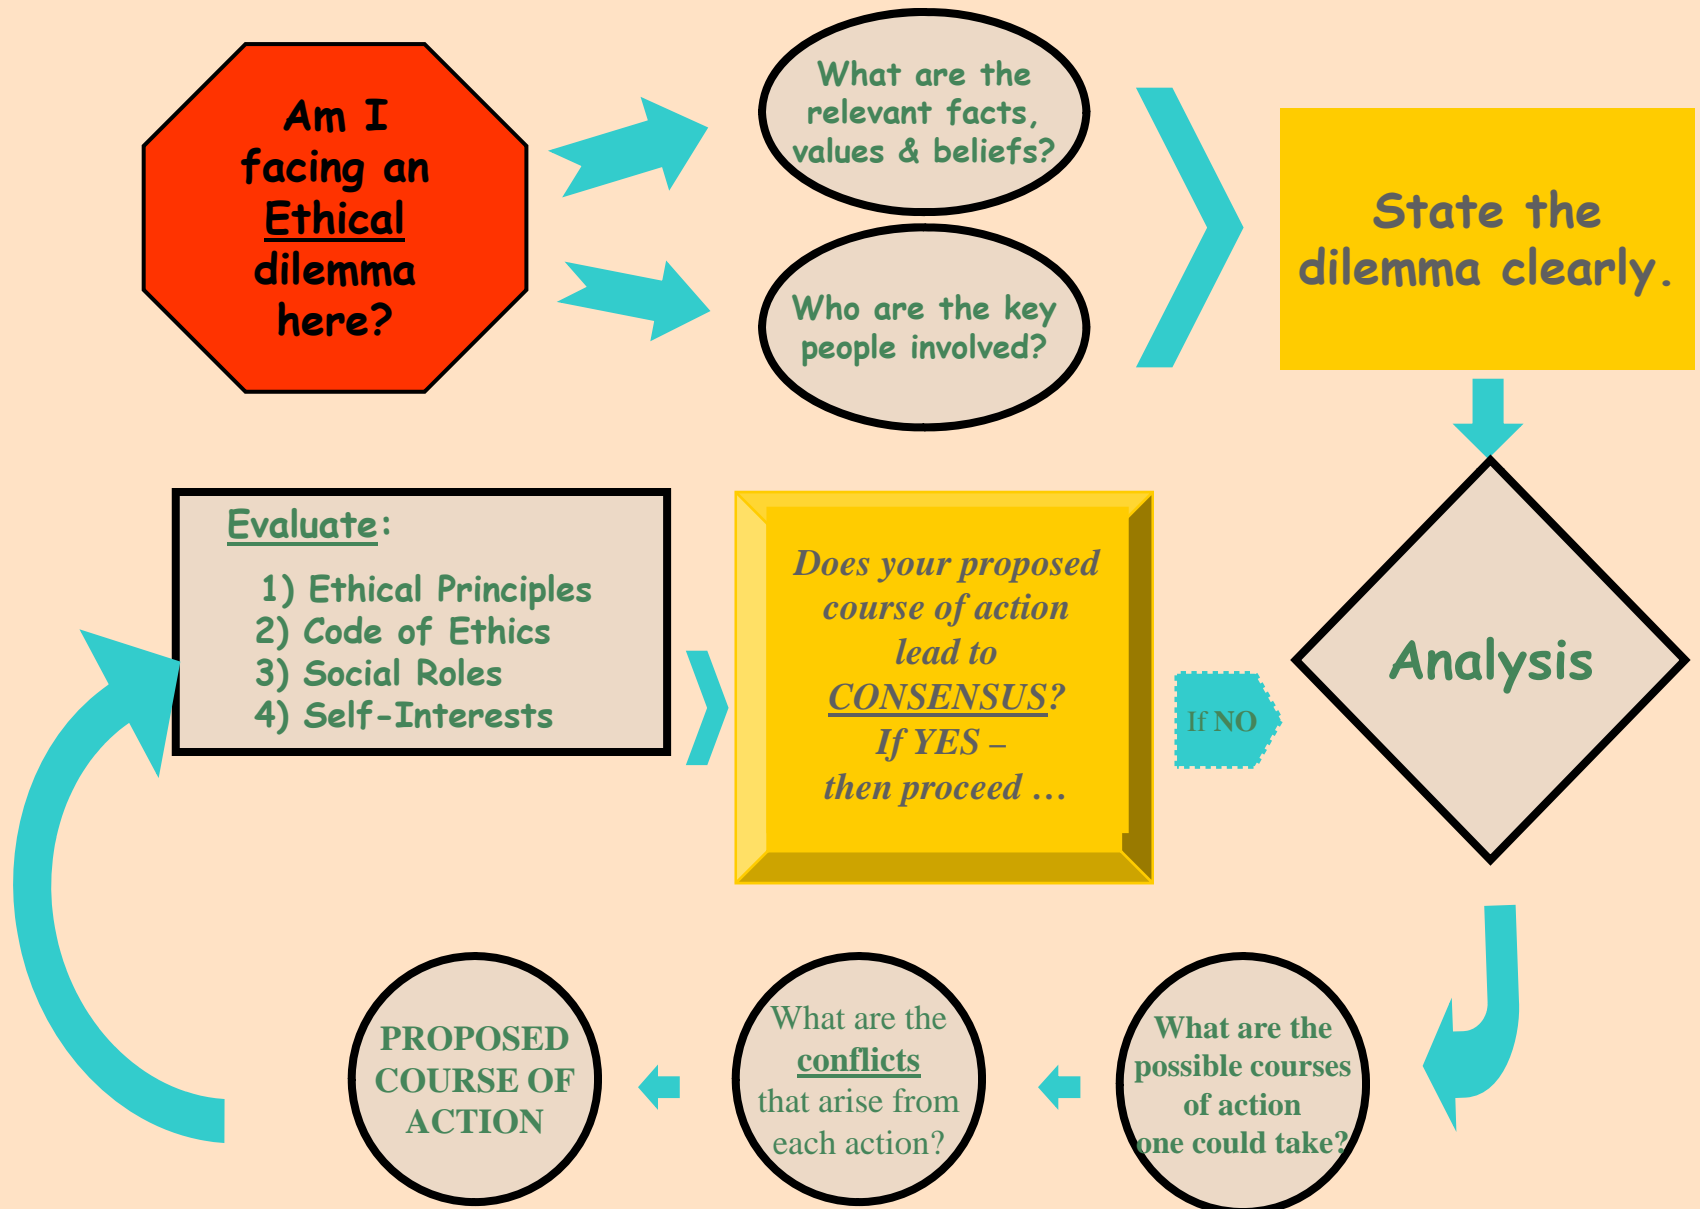 Am I
facing an
Ethical
dilemma
here?
What are the
relevant facts,
values & beliefs?
Who are the key
people involved?
State the
dilemma clearly.
Analysis
What are the
possible courses
of action
one could take?
What are the
conflicts
that arise from
each action?
PROPOSED
COURSE OF
ACTION
Evaluate:
1) Ethical Principles
2) Code of Ethics
3) Social Roles
4) Self-Interests
Does your proposed
course of action
lead to
CONSENSUS?
If YES –
then proceed …
If NO